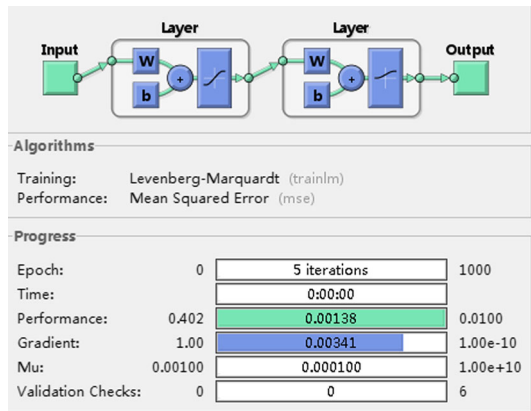 Layer Layer
Input Output
W W
+ +
b b
Algorithms
Training: Levenberg-Marquardt (trainlm)
Performance: Mean Squared Error (mse)
Progress
Epoch: 0 5 iterations 1000
Time: 0:00:00
Performance: 0.402 0.00138 0.0100
Gradient: 1.00 0.00341 1.00e-10
Mu: 0.00100 0.000100 1.00e+10
Validation Checks: 0 0 6